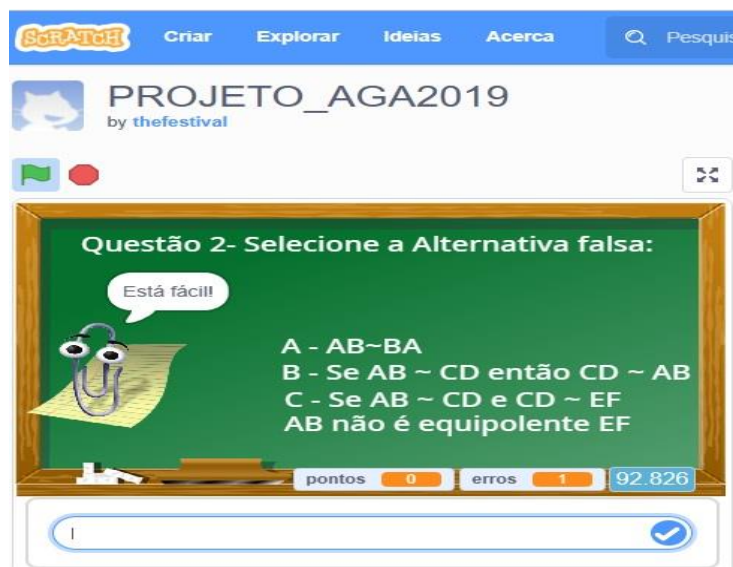 SCRATCH Criar Explorar Ideias Acerca Pesquis
PROJETO_AGA2019
by thefestival
Questão 2- Selecione a Alternativa falsa:
Está fácil!
A - AB~BA
B - Se AB ~ CD então CD ~ AB
C - Se AB ~ CD e CD ~ EF
AB não é equipolente EF
pontos 0 erros 1 92.826